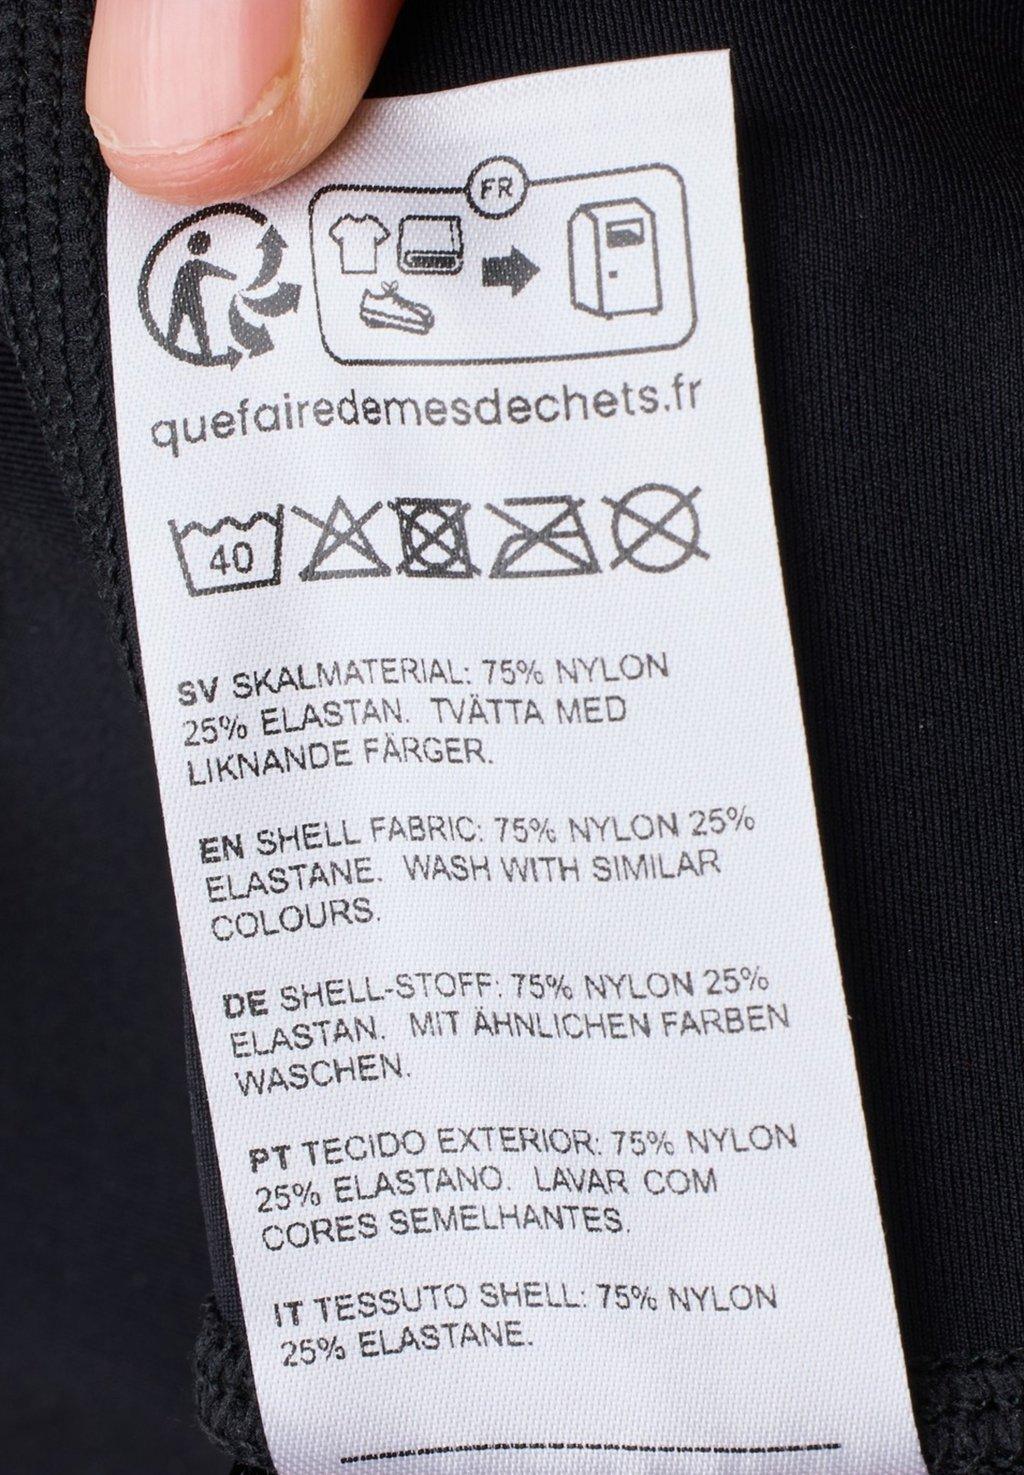 FR
quefairedemesdechets.fr
40
SV SKALMATERIAL: 75% NYLON
25% ELASTAN. TVÄTTA MED
LIKNANDE FÄRGER.
EN SHELL FABRIC: 75% NYLON 25%
ELASTANE. WASH WITH SIMILAR
COLOURS.
DE SHELL-STOFF: 75% NYLON 25%
ELASTAN. MIT ÄHNLICHEN FARBEN
WASCHEN.
PT TECIDO EXTERIOR: 75% NYLON
25% ELASTANO. LAVAR COM
CORES SEMELHANTES.
IT TESSUTO SHELL: 75% NYLON
25% ELASTANE.